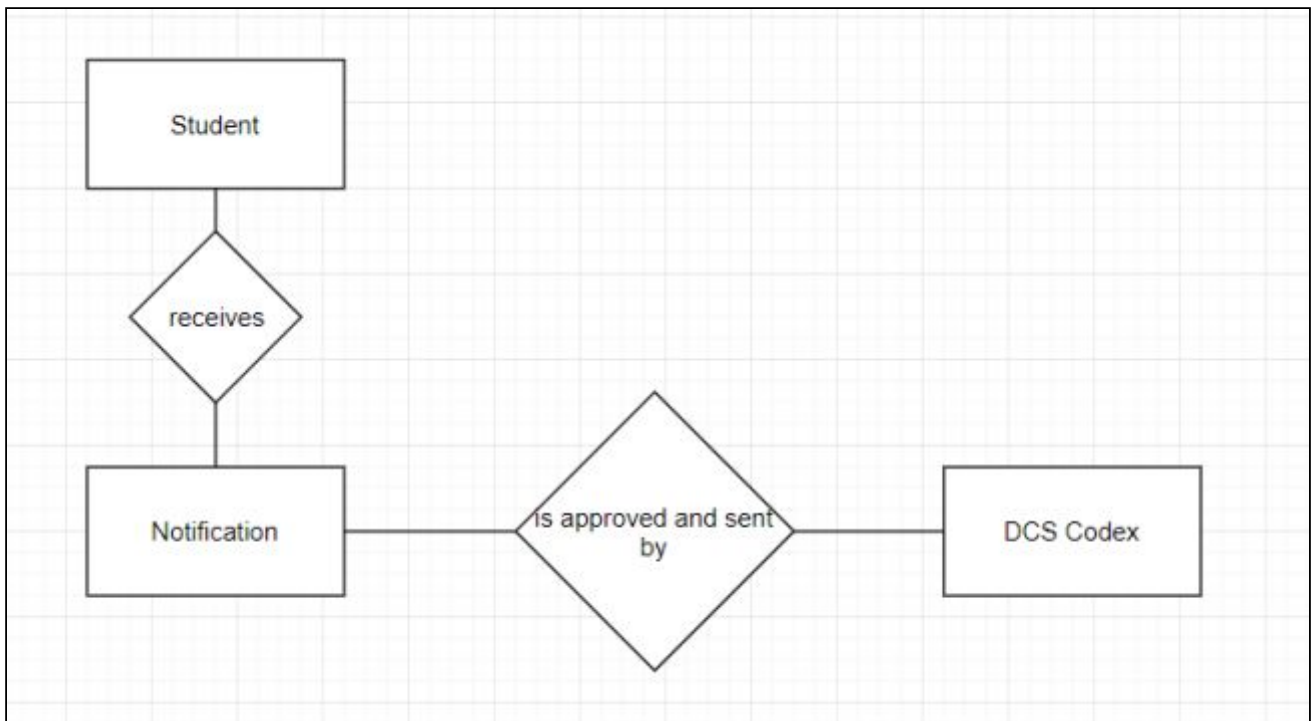 Student
receives
Notification
is approved and sent
by
DCS Codex